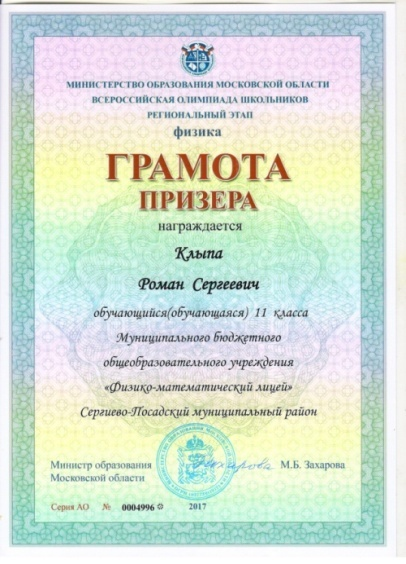 МИНИСТЕРСТВО ОБРАЗОВАНИЯ МОСКОВСКОЙ ОБЛАСТИ
ВСЕРОССИЙСКАЯ ОЛИМПИАДА ШКОЛЬНИКОВ
РЕГИОНАЛЬНЫЙ ЭТАП
физика
ГРАМОТА
ПРИЗЕРА
награждается
Клыпа
Роман Сергеевич
обучающийся(обучающаяся) 11 класса
Муниципального бюджетного
общеобразовательного учреждения
«Физико-математический лицей»
Сергиево-Посадский муниципальный район
Министр образования
Московской области
М.Б. Захарова
Серия АО № 0004996 2017